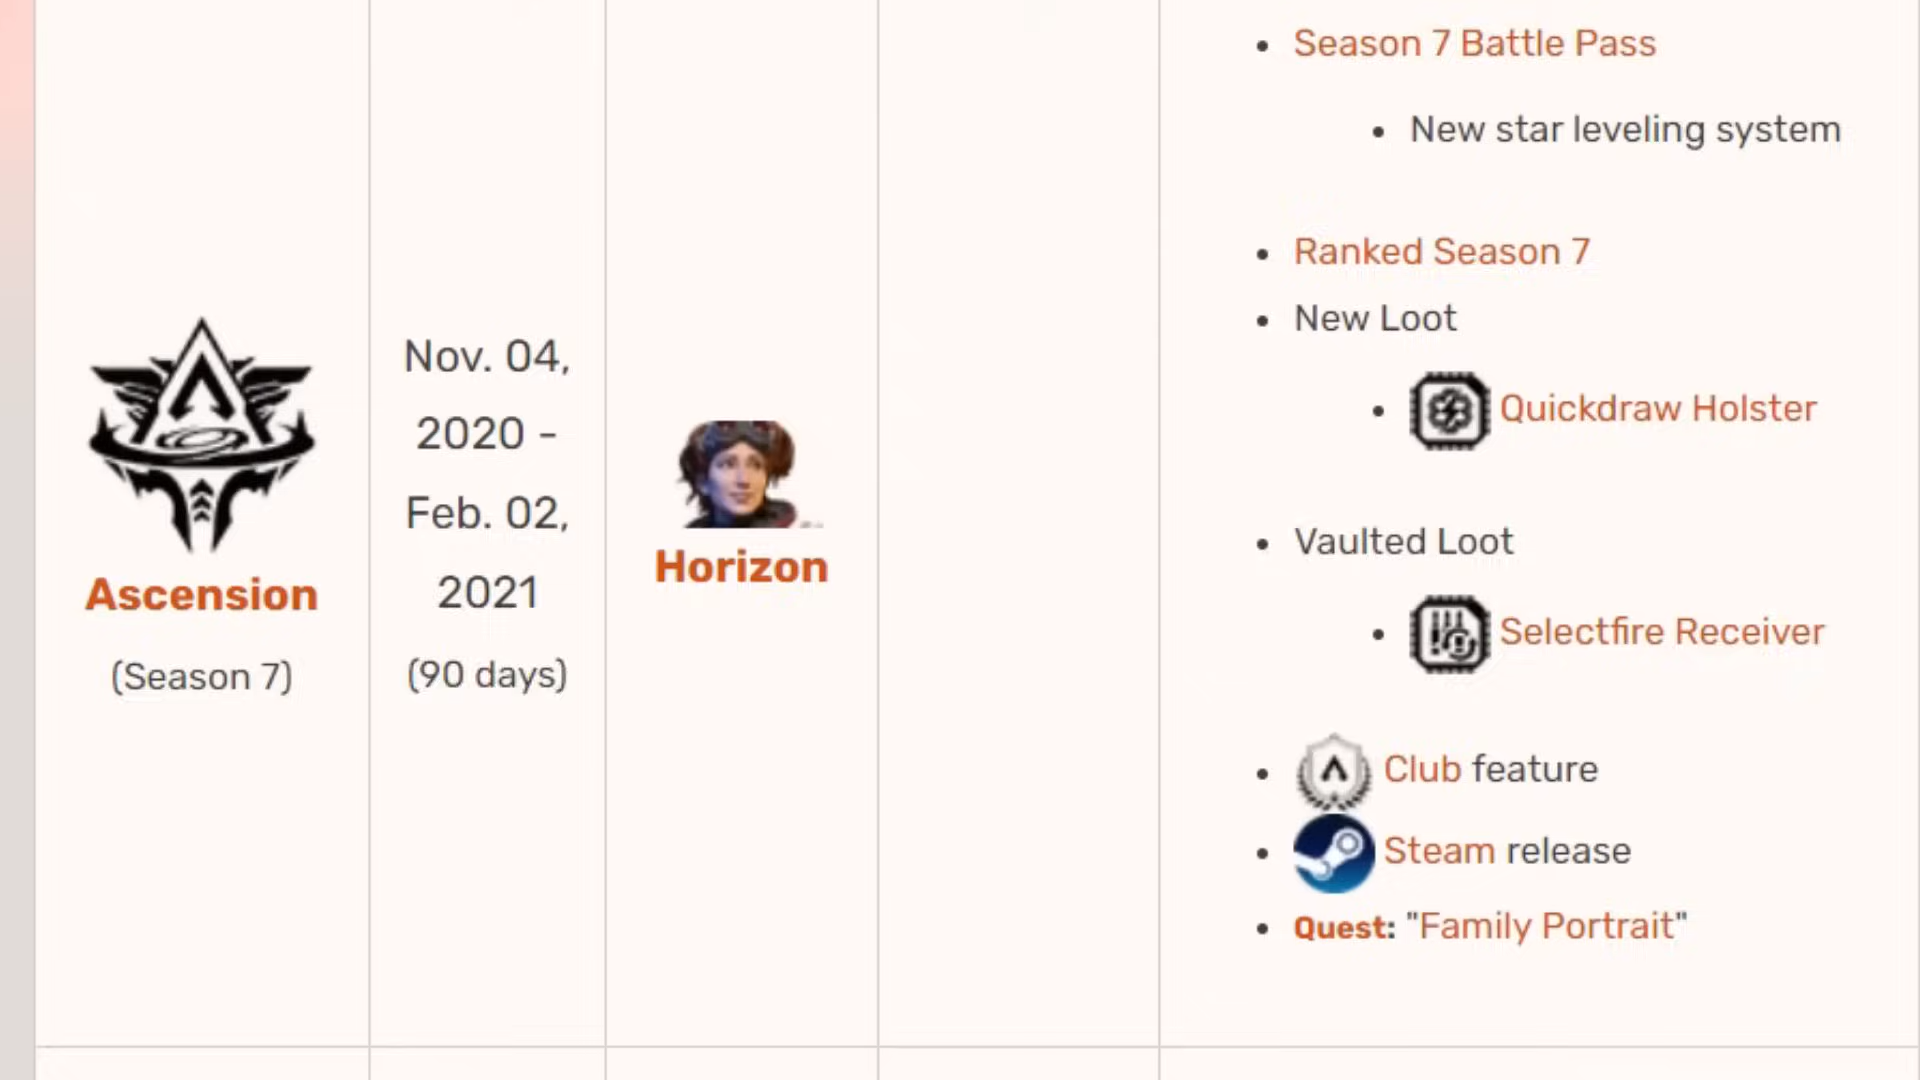 Ascension
(Season 7)
Nov. 04,
2020 -
Feb. 02,
2021
(90 days)
Horizon
Season 7 Battle Pass
New star leveling system
Ranked Season 7
New Loot
Quickdraw Holster
Vaulted Loot
Selectfire Receiver
Club feature
Steam release
Quest: "Family Portrait"